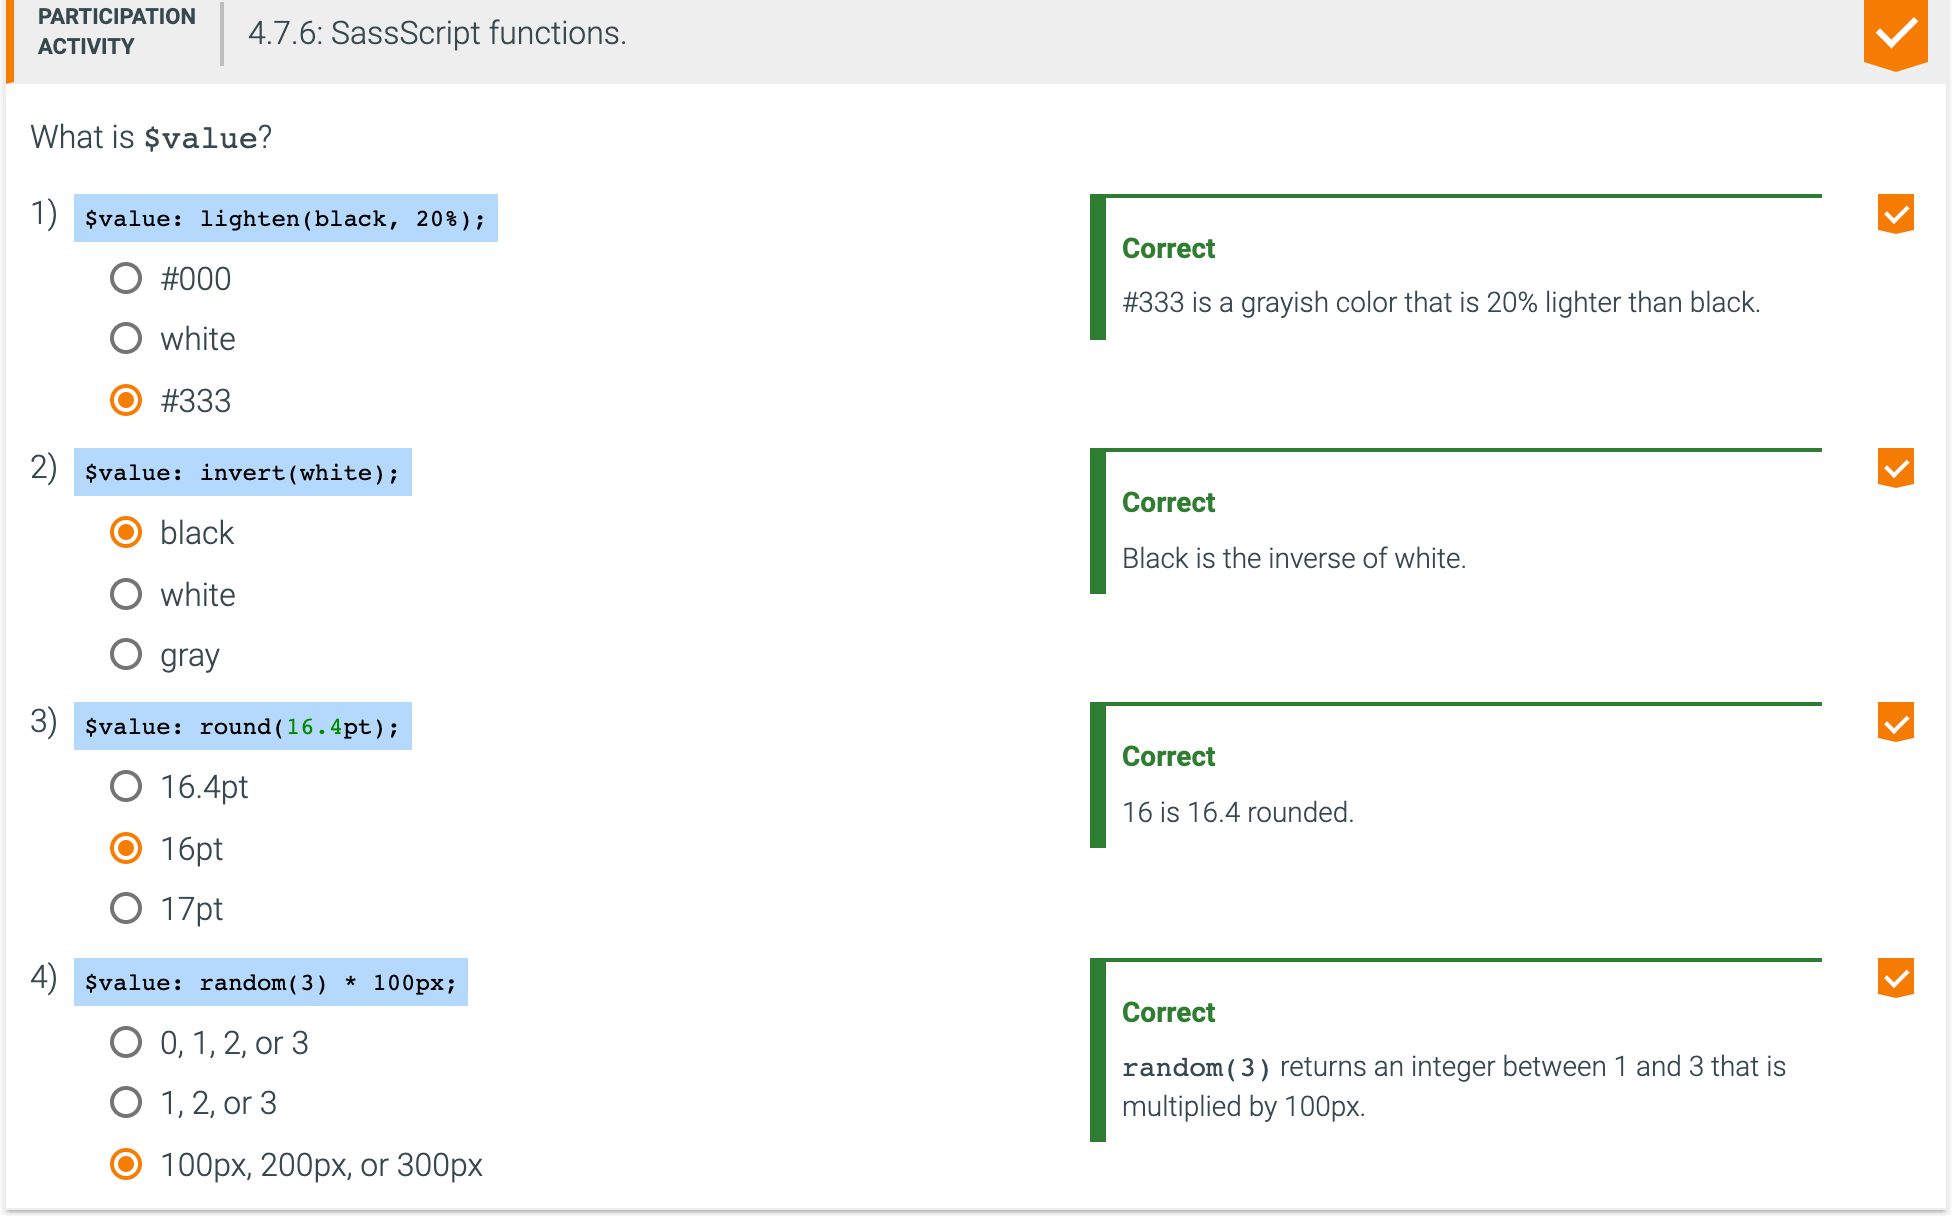 PARTICIPATION
ACTIVITY
4.7.6: SassScript functions.
What is $value?
1) $value: lighten(black, 20%);
#000
white
#333
Correct
#333 is a grayish color that is 20% lighter than black.
2) $value: invert(white);
black
white
gray
Correct
Black is the inverse of white.
3) $value: round(16.4pt);
16.4pt
16pt
17pt
Correct
16 is 16.4 rounded.
4) $value: random(3) * 100px;
0, 1, 2, or 3
1, 2, or 3
100px, 200px, or 300px
Correct
random(3) returns an integer between 1 and 3 that is
multiplied by 100px.